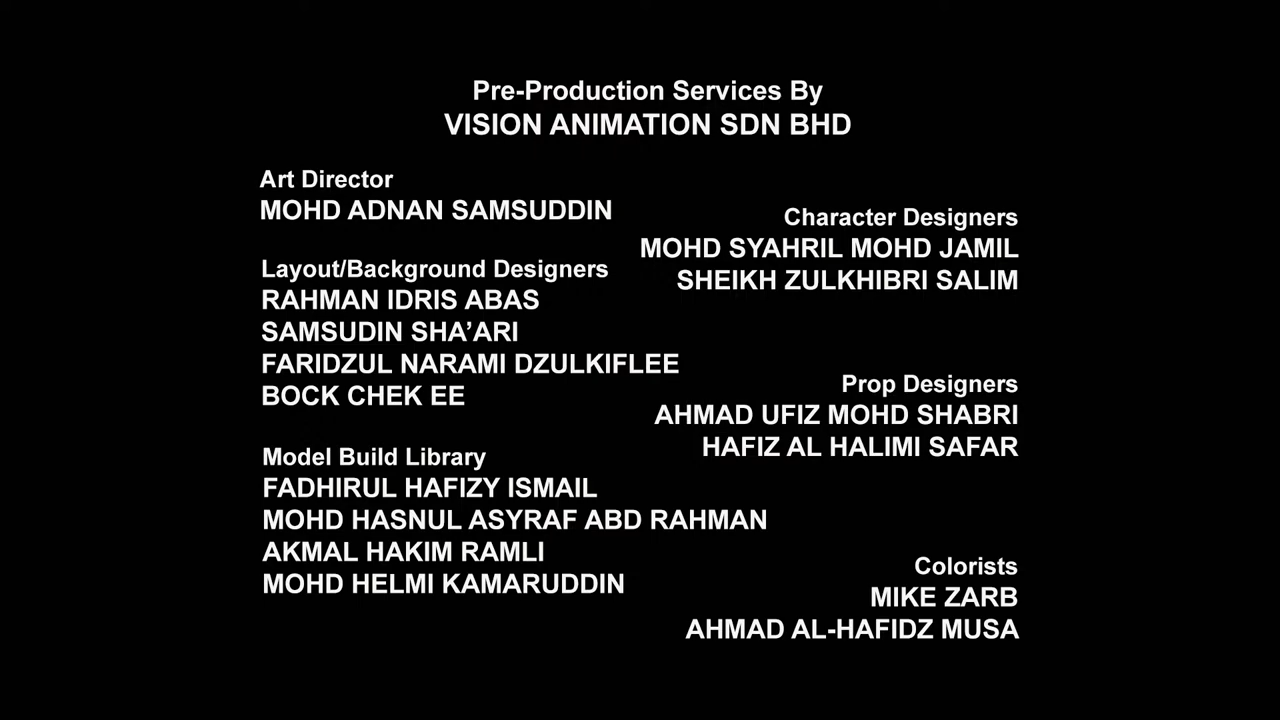 Pre-Production Services By
VISION ANIMATION SDN BHD
Art Director
MOHD ADNAN SAMSUDDIN
Layout/Background Designers
RAHMAN IDRIS ABAS
SAMSUDIN SHA’ARI
FARIDZUL NARAMI DZULKIFLEE
BOCK CHEK EE
Model Build Library
FADHIRUL HAFIZY ISMAIL
MOHD HASNUL ASYRAF ABD RAHMAN
AKMAL HAKIM RAMLI
MOHD HELMI KAMARUDDIN
Character Designers
MOHD SYAHRIL MOHD JAMIL
SHEIKH ZULKHIBRI SALIM
Prop Designers
AHMAD UFIZ MOHD SHABRI
HAFIZ AL HALIMI SAFAR
Colorists
MIKE ZARB
AHMAD AL-HAFIDZ MUSA